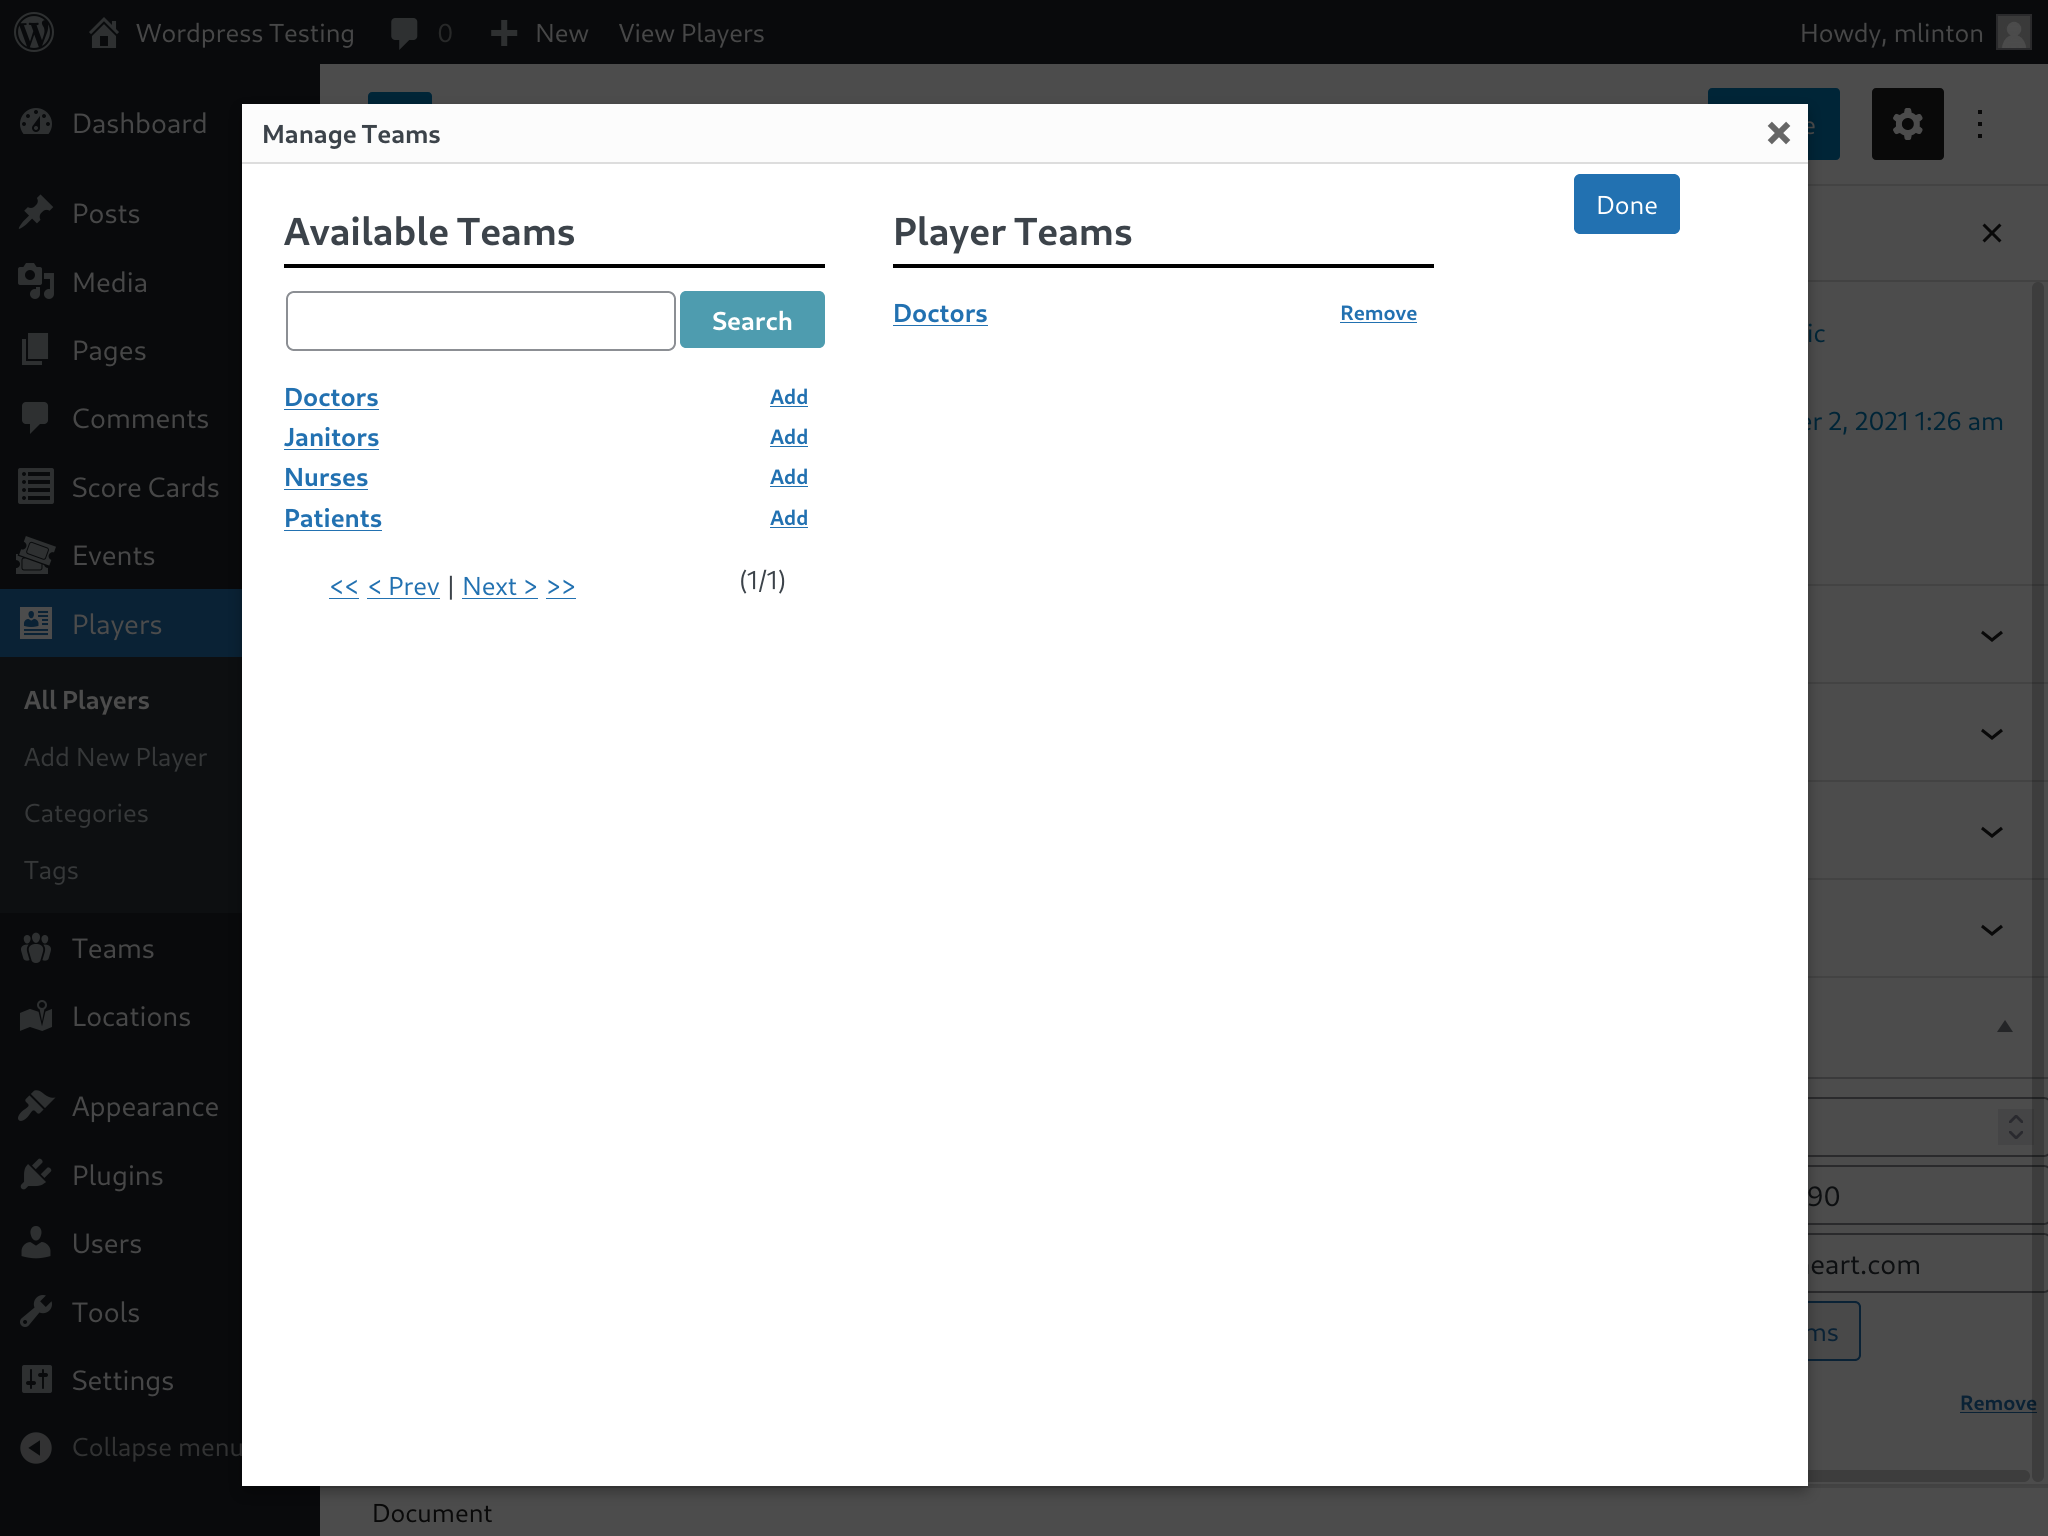 Wordpress Testing 0 New View Players Howdy, mlinton
Dashboard
Posts
Media
Pages
Comments
Score Cards
Events
Players
All Players
Add New Player
Categories
Tags
Teams
Locations
Appearance
Plugins
Users
Tools
Settings
Collapse menu
Manage Teams
Done
Available Teams
Search
Doctors Add
Janitors Add
Nurses Add
Patients Add
<< < Prev | Next > >> (1/1)
Player Teams
Doctors Remove
2, 2021 1:26 am
90
eart.com
Remove
Document